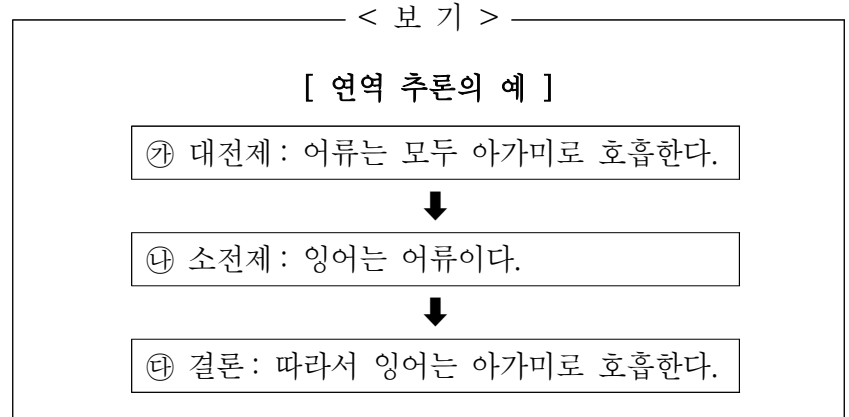 < 보 기 >
[ 연역 추론의 예 ]
㉮ 대전제 : 어류는 모두 아가미로 호흡한다.
㉯ 소전제 : 잉어는 어류이다.
㉰ 결론 : 따라서 잉어는 아가미로 호흡한다.